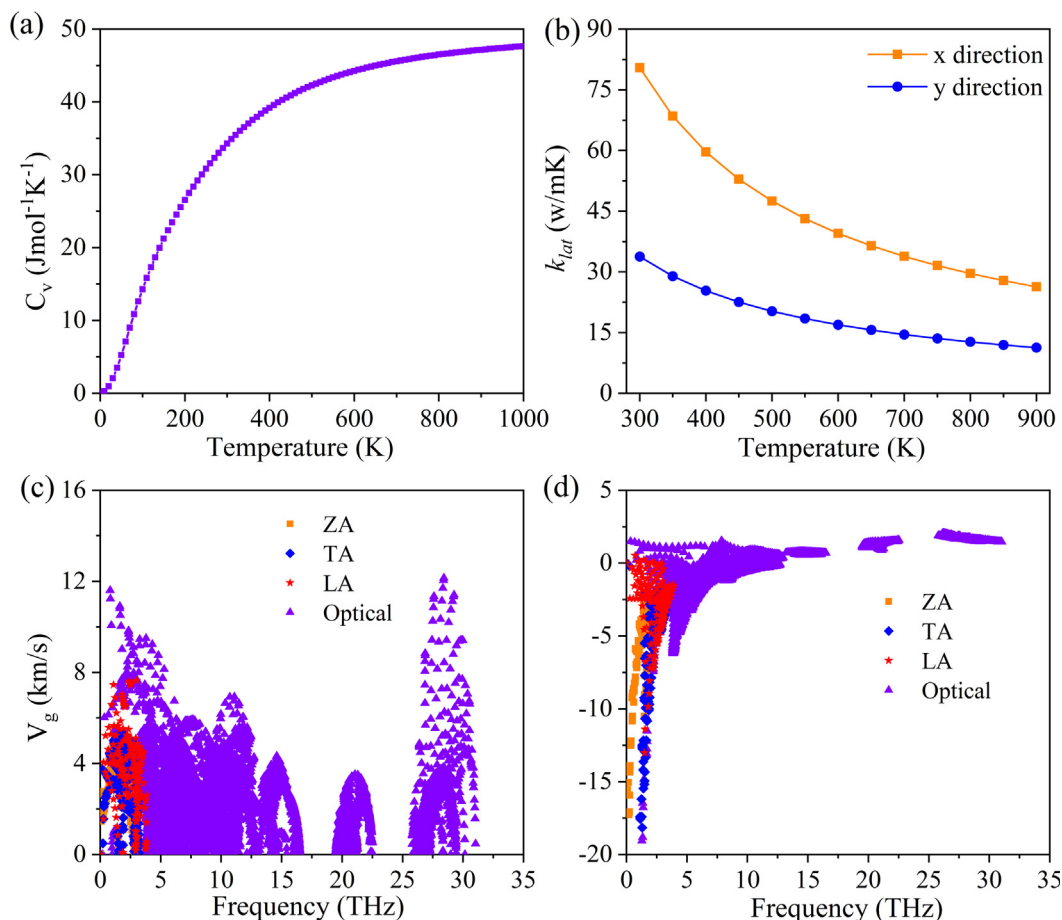 (a)
50
40
30
20
10
0
C_v (Jmol⁻¹K⁻¹)
0 200 400 600 800 1000
Temperature (K)
(b)
90
75
60
45
30
15
0
k_lat (w/mK)
x direction
y direction
300 400 500 600 700 800 900
Temperature (K)
(c)
16
12
8
4
0
V_g (km/s)
ZA
TA
LA
Optical
0 5 10 15 20 25 30 35
Frequency (THz)
(d)
5
0
-5
-10
-15
-20
ZA
TA
LA
Optical
0 5 10 15 20 25 30 35
Frequency (THz)